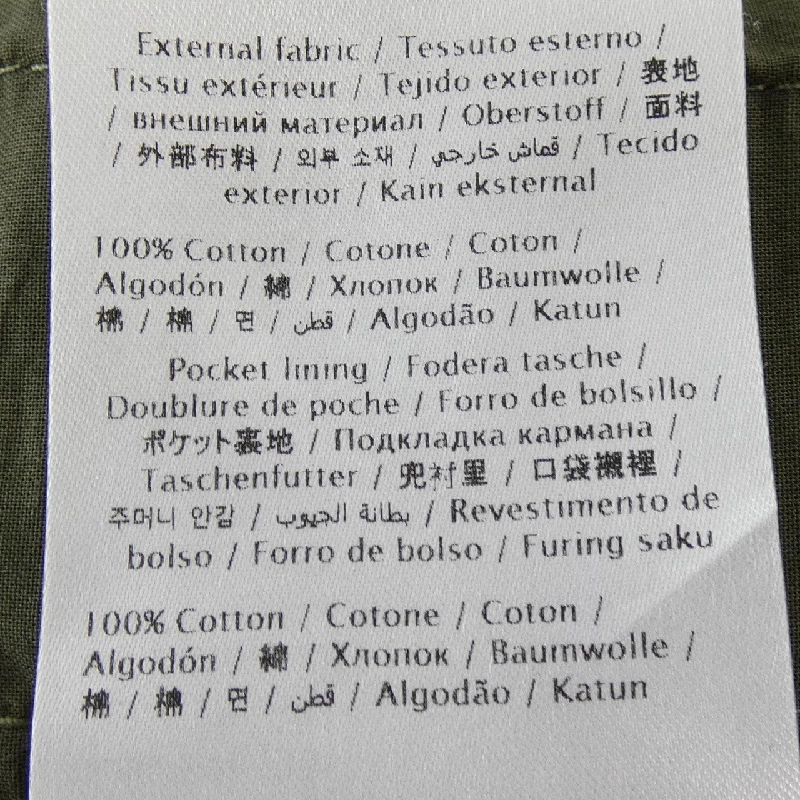 External fabric / Tessuto esterno /
Tissu extérieur / Tejido exterior / 表地
/ внешний материал / Oberstoff / 面料
/ 外部布料 / 외부 소재 / قماش خارجي / Tecido
exterior / Kain eksternal
100% Cotton / Cotone / Coton /
Algodón / 綿 / Хлопок / Baumwolle /
棉 / 棉 / 면 / قطن / Algodão / Katun
Pocket lining / Fodera tasche /
Doublure de poche / Forro de bolsillo /
ポケット裏地 / Подкладка кармана /
Taschenfutter / 兜衬里 / 口袋襯裡 /
주머니 안감 / بطانة الجيوب / Revestimento de
bolso / Forro de bolso / Furing saku
100% Cotton / Cotone / Coton /
Algodón / 綿 / Хлопок / Baumwolle /
棉 / 棉 / 면 / قطن / Algodão / Katun